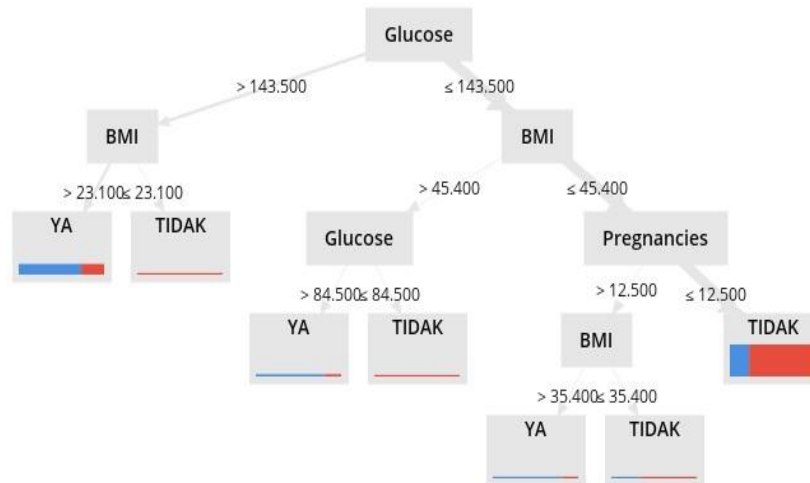 Glucose
> 143.500
≤ 143.500
BMI
BMI
> 23.100
≤ 23.100
> 45.400
≤ 45.400
YA
TIDAK
Glucose
Pregnancies
> 84.500
≤ 84.500
> 12.500
≤ 12.500
YA
TIDAK
BMI
TIDAK
> 35.400
≤ 35.400
YA
TIDAK